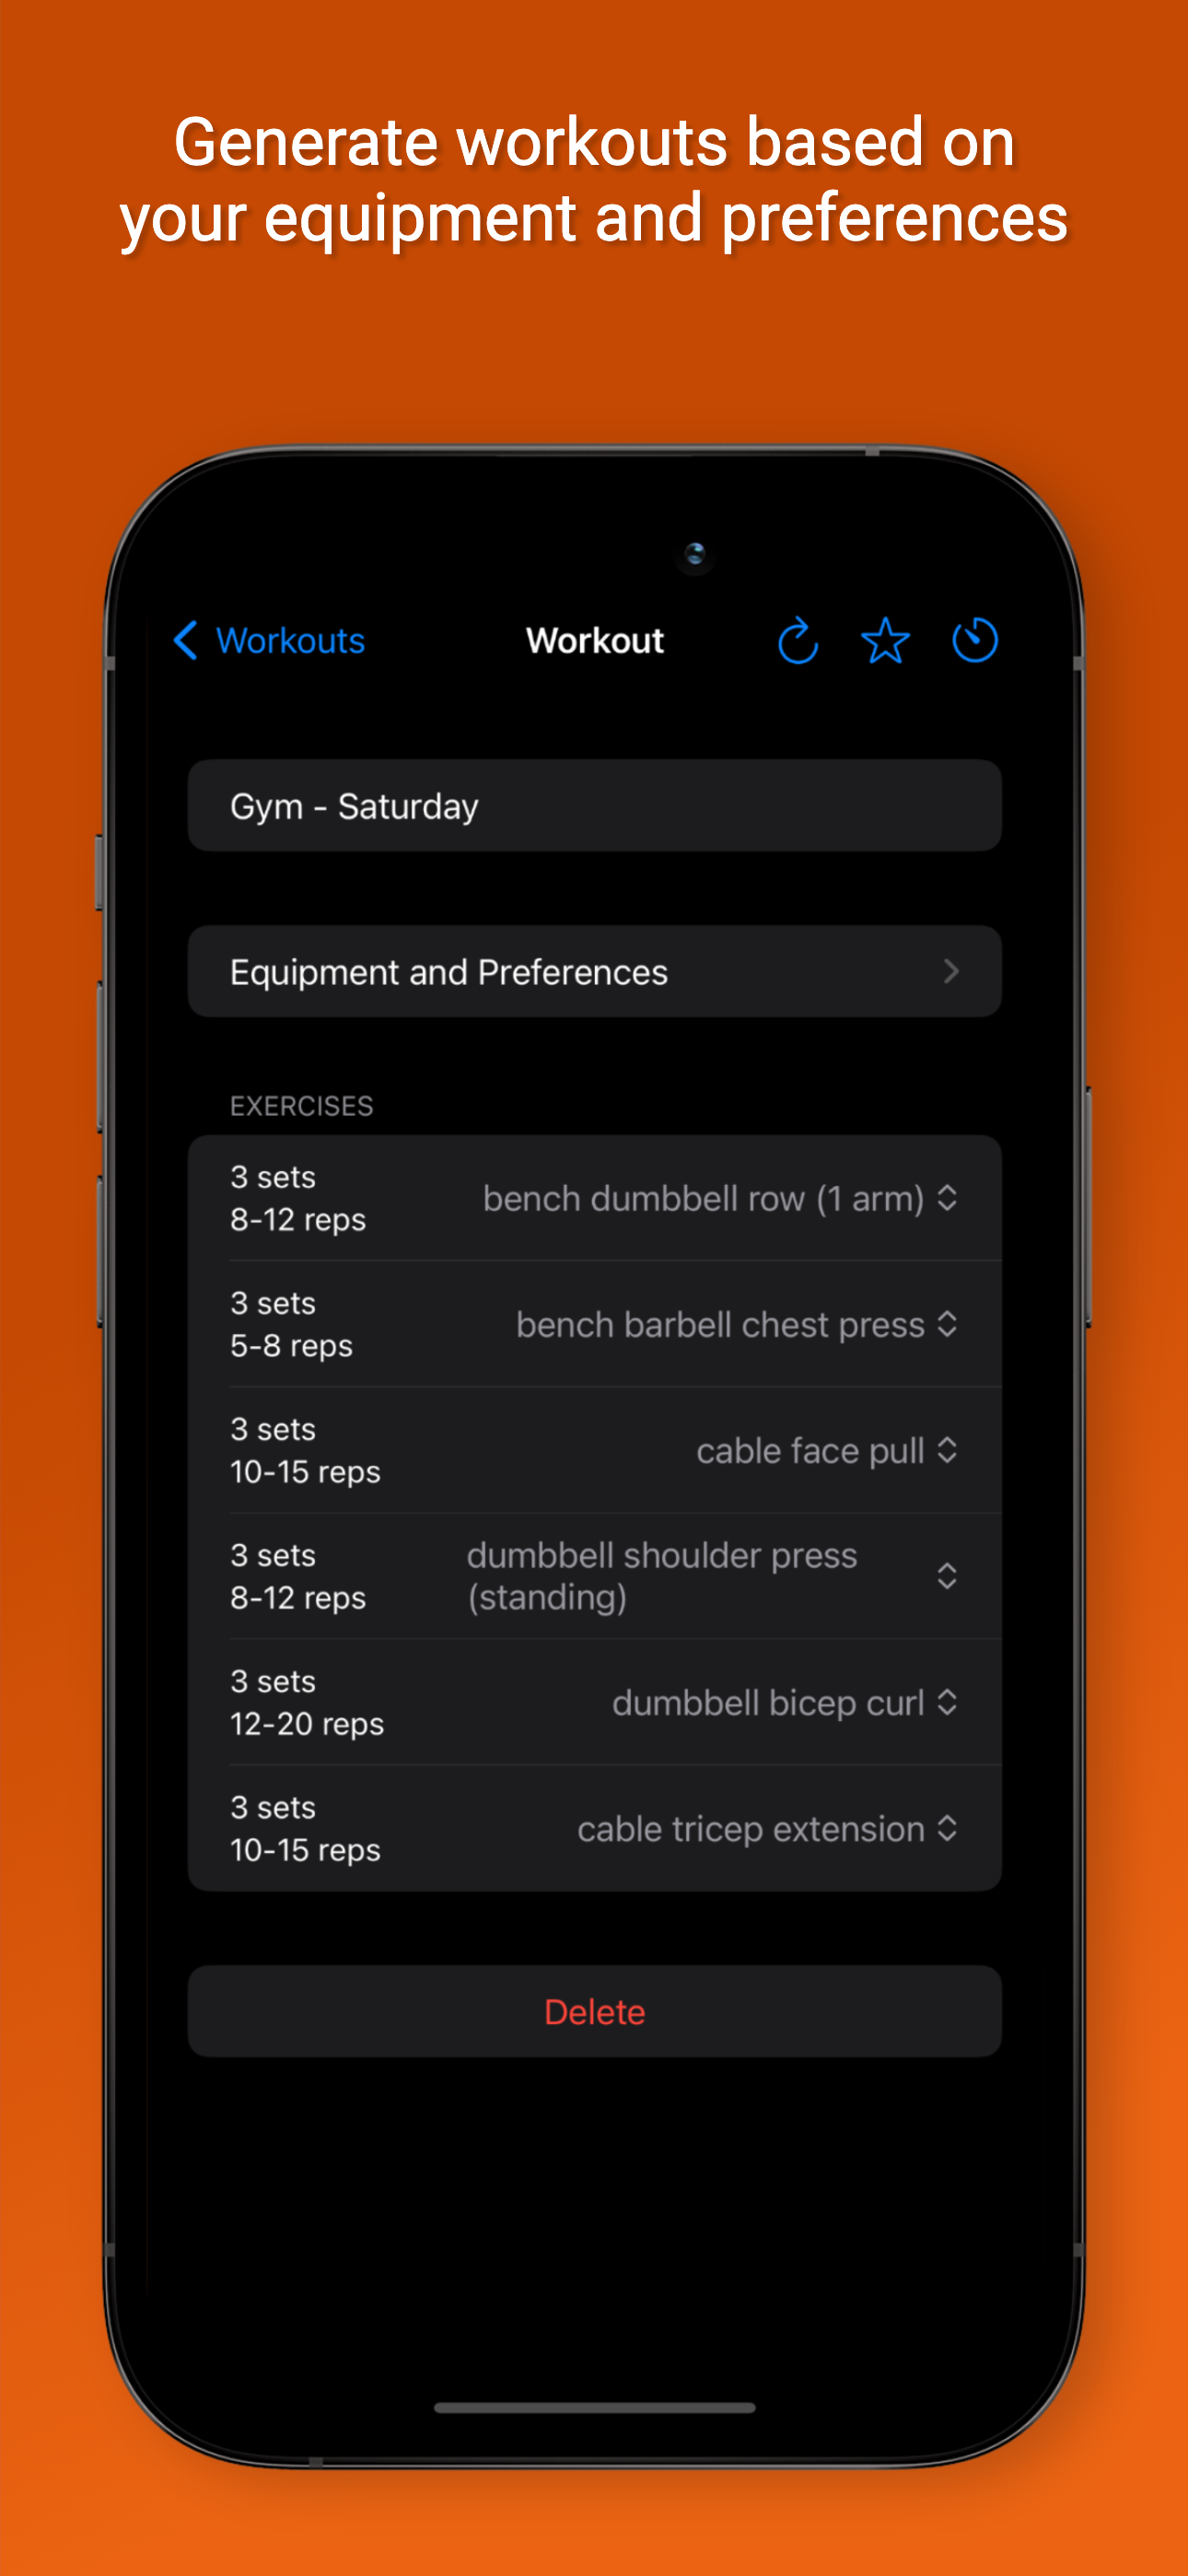 Generate workouts based on
your equipment and preferences
Workouts
Workout
Gym - Saturday
Equipment and Preferences
EXERCISES
3 sets
8-12 reps
bench dumbbell row (1 arm)
3 sets
5-8 reps
bench barbell chest press
3 sets
10-15 reps
cable face pull
3 sets
8-12 reps
dumbbell shoulder press
(standing)
3 sets
12-20 reps
dumbbell bicep curl
3 sets
10-15 reps
cable tricep extension
Delete